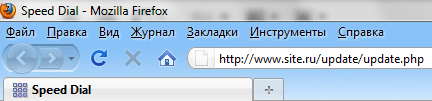 Speed Dial - Mozilla Firefox
Файл Правка Вид Журнал Закладки Инструменты Справка
http://www.site.ru/update/update.php
Speed Dial